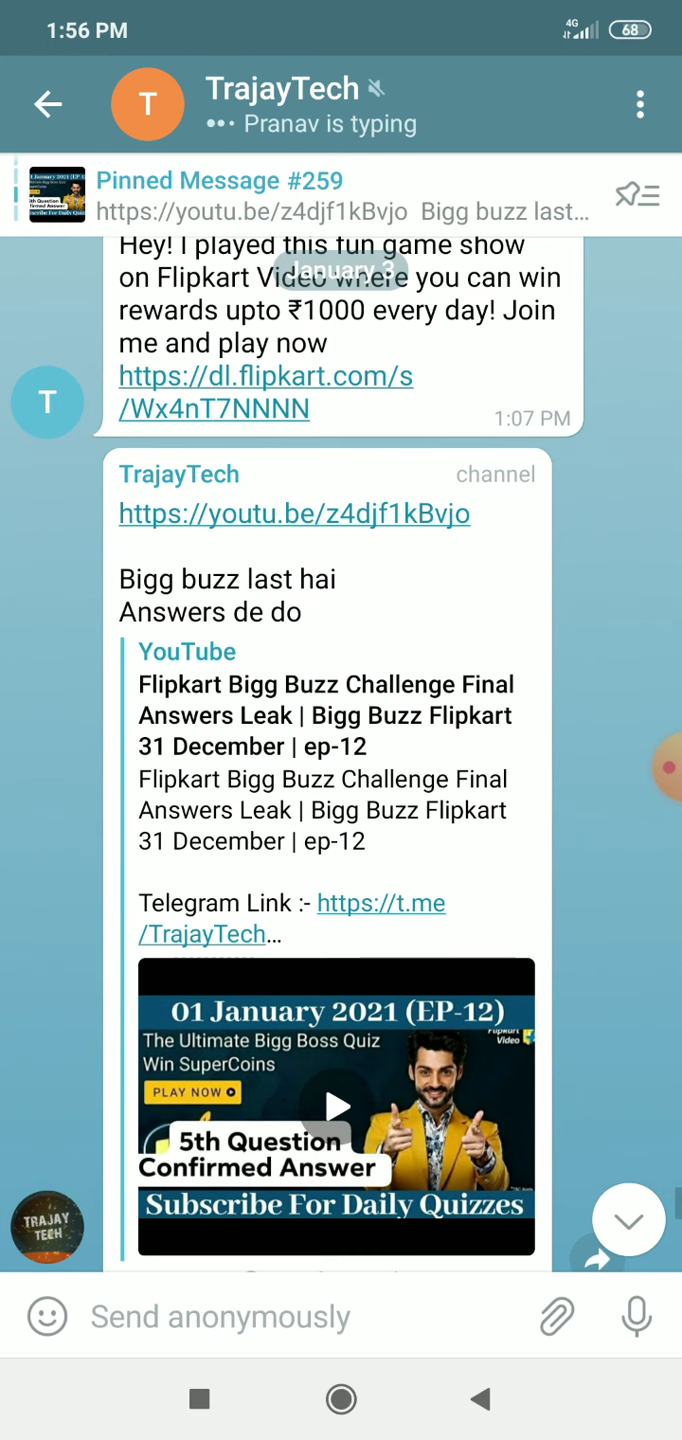 1:56 PM
4G
68
T
TrajayTech
••• Pranav is typing
Pinned Message #259
https://youtu.be/z4djf1kBvjo Bigg buzz last...
Hey! I played this fun game show
January 3
on Flipkart Video where you can win
rewards upto ₹1000 every day! Join
me and play now
https://dl.flipkart.com/s
/Wx4nT7NNNN
1:07 PM
T
TrajayTech
channel
https://youtu.be/z4djf1kBvjo
Bigg buzz last hai
Answers de do
YouTube
Flipkart Bigg Buzz Challenge Final
Answers Leak | Bigg Buzz Flipkart
31 December | ep-12
Flipkart Bigg Buzz Challenge Final
Answers Leak | Bigg Buzz Flipkart
31 December | ep-12
Telegram Link :- https://t.me
/TrajayTech...
01 January 2021 (EP-12)
The Ultimate Bigg Boss Quiz
Win SuperCoins
Flipkart
Video
PLAY NOW
5th Question
Confirmed Answer
Subscribe For Daily Quizzes
TRAJAY
TECH
Send anonymously